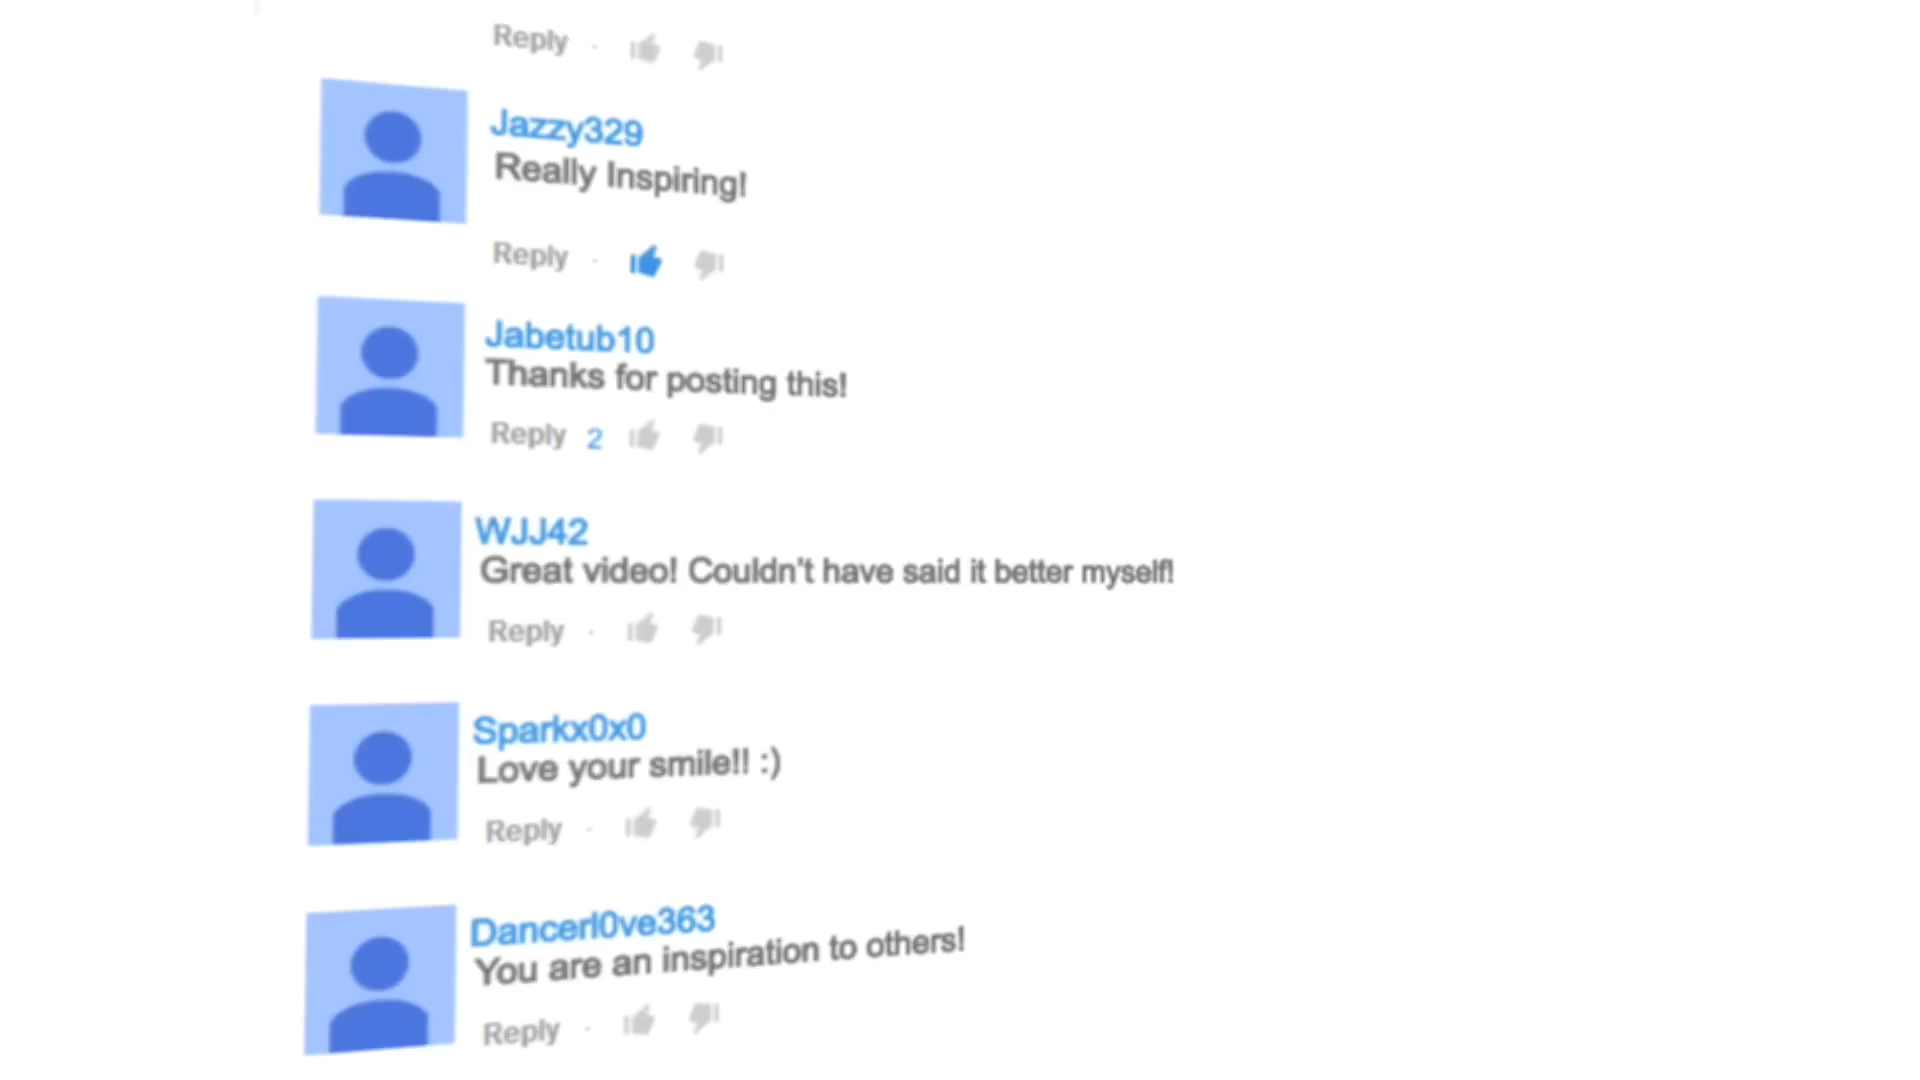 Reply
Jazzy329
Really Inspiring!
Reply
Jabetub10
Thanks for posting this!
Reply 2
WJJ42
Great video! Couldn't have said it better myself!
Reply
Sparkx0x0
Love your smile!! :)
Reply
Dancerl0ve363
You are an inspiration to others!
Reply